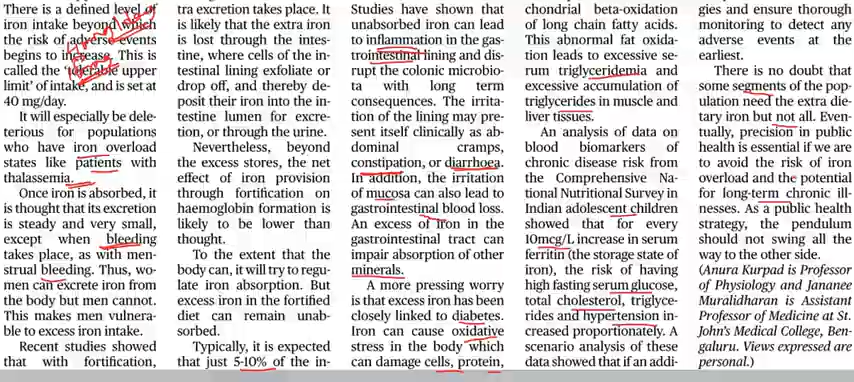 There is a defined level of
iron intake beyond which
the risk of adverse events
begins to increase. This is
called the 'tolerable upper
limit' of intake, and is set at
40 mg/day.
It will especially be dele-
terious for populations
who have iron overload
states like patients with
thalassemia.
Once iron is absorbed, it
is thought that its excretion
is steady and very small,
except when bleeding
takes place, as with men-
strual bleeding. Thus, wo-
men can excrete iron from
the body but men cannot.
This makes men vulnera-
ble to excess iron intake.
Recent studies showed
that with fortification,
tra excretion takes place. It
is likely that the extra iron
is lost through the intes-
tine, where cells of the in-
testinal lining exfoliate or
drop off, and thereby de-
posit their iron into the in-
testine lumen for excre-
tion, or through the urine.
Nevertheless, beyond
the excess stores, the net
effect of iron provision
through fortification on
haemoglobin formation is
likely to be lower than
thought.
To the extent that the
body can, it will try to regu-
late iron absorption. But
excess iron in the fortified
diet can remain unab-
sorbed.
Typically, it is expected
that just 5-10% of the in-
Studies have shown that
unabsorbed iron can lead
to inflammation in the gas-
trointestinal lining and dis-
rupt the colonic microbio-
ta with long term
consequences. The irrita-
tion of the lining may pre-
sent itself clinically as ab-
dominal cramps,
constipation, or diarrhoea.
In addition, the irritation
of mucosa can also lead to
gastrointestinal blood loss.
An excess of iron in the
gastrointestinal tract can
impair absorption of other
minerals.
A more pressing worry
is that excess iron has been
closely linked to diabetes.
Iron can cause oxidative
stress in the body which
can damage cells, protein,
chondrial beta-oxidation
of long chain fatty acids.
This abnormal fat oxida-
tion leads to excessive se-
rum triglyceridemia and
excessive accumulation of
triglycerides in muscle and
liver tissues.
An analysis of data on
blood biomarkers of
chronic disease risk from
the Comprehensive Na-
tional Nutritional Survey in
Indian adolescent children
showed that for every
10mcg/L increase in serum
ferritin (the storage state of
iron), the risk of having
high fasting serum glucose,
total cholesterol, triglyce-
rides and hypertension in-
creased proportionately. A
scenario analysis of these
data showed that if an addi-
gies and ensure thorough
monitoring to detect any
adverse events at the
earliest.
There is no doubt that
some segments of the pop-
ulation need the extra die-
tary iron but not all. Even-
tually, precision in public
health is essential if we are
to avoid the risk of iron
overload and the potential
for long-term chronic ill-
nesses. As a public health
strategy, the pendulum
should not swing all the
way to the other side.
(Anura Kurpad is Professor
of Physiology and Jananee
Muralidharan is Assistant
Professor of Medicine at St.
John's Medical College, Ben-
galuru. Views expressed are
personal.)